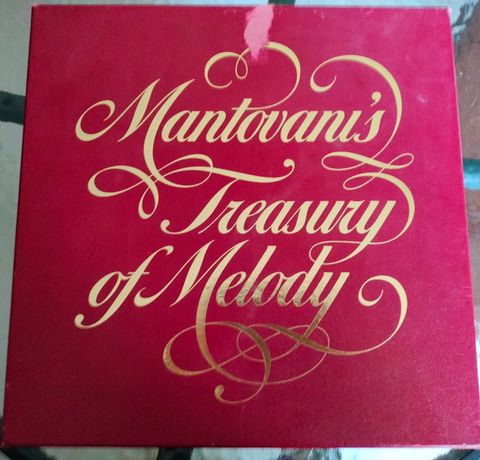 Mantovani's
Treasury
of Melody